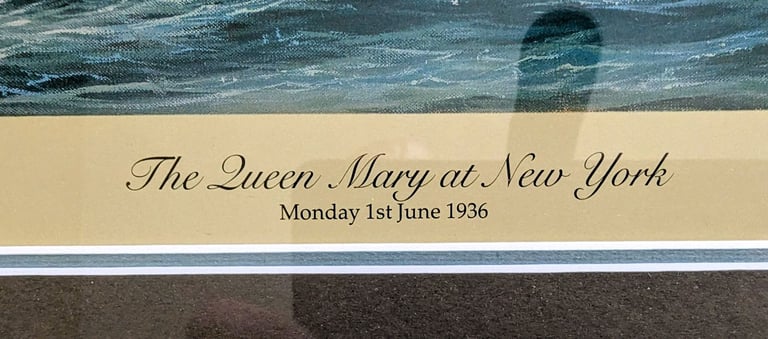 The Queen Mary at New York
Monday 1st June 1936